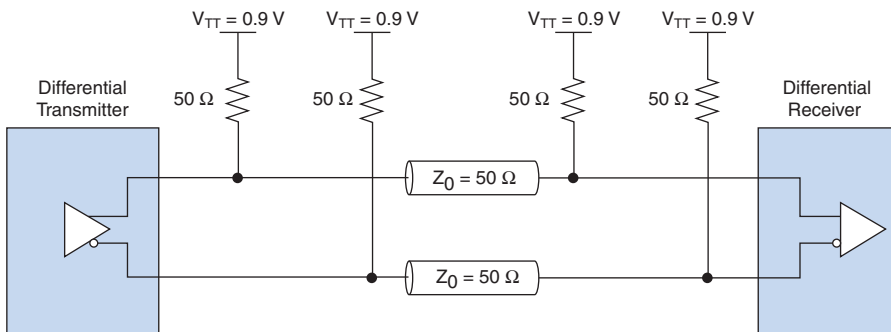 V_TT = 0.9 V V_TT = 0.9 V V_TT = 0.9 V V_TT = 0.9 V
Differential
Transmitter
50 Ω 50 Ω 50 Ω 50 Ω
Differential
Receiver
Z_0 = 50 Ω
Z_0 = 50 Ω